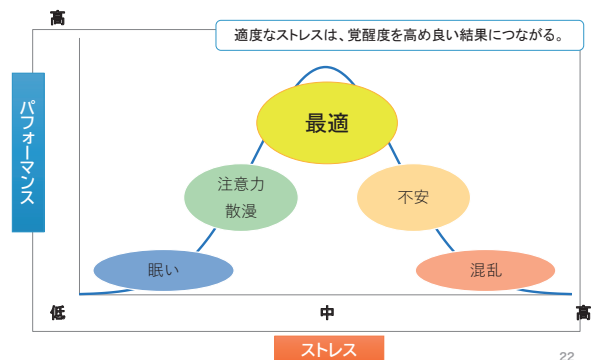 高
適度なストレスは、覚醒度を高め良い結果につながる。
パフォーマンス
最適
注意力
散漫
不安
眠い
混乱
低
中
高
ストレス
22